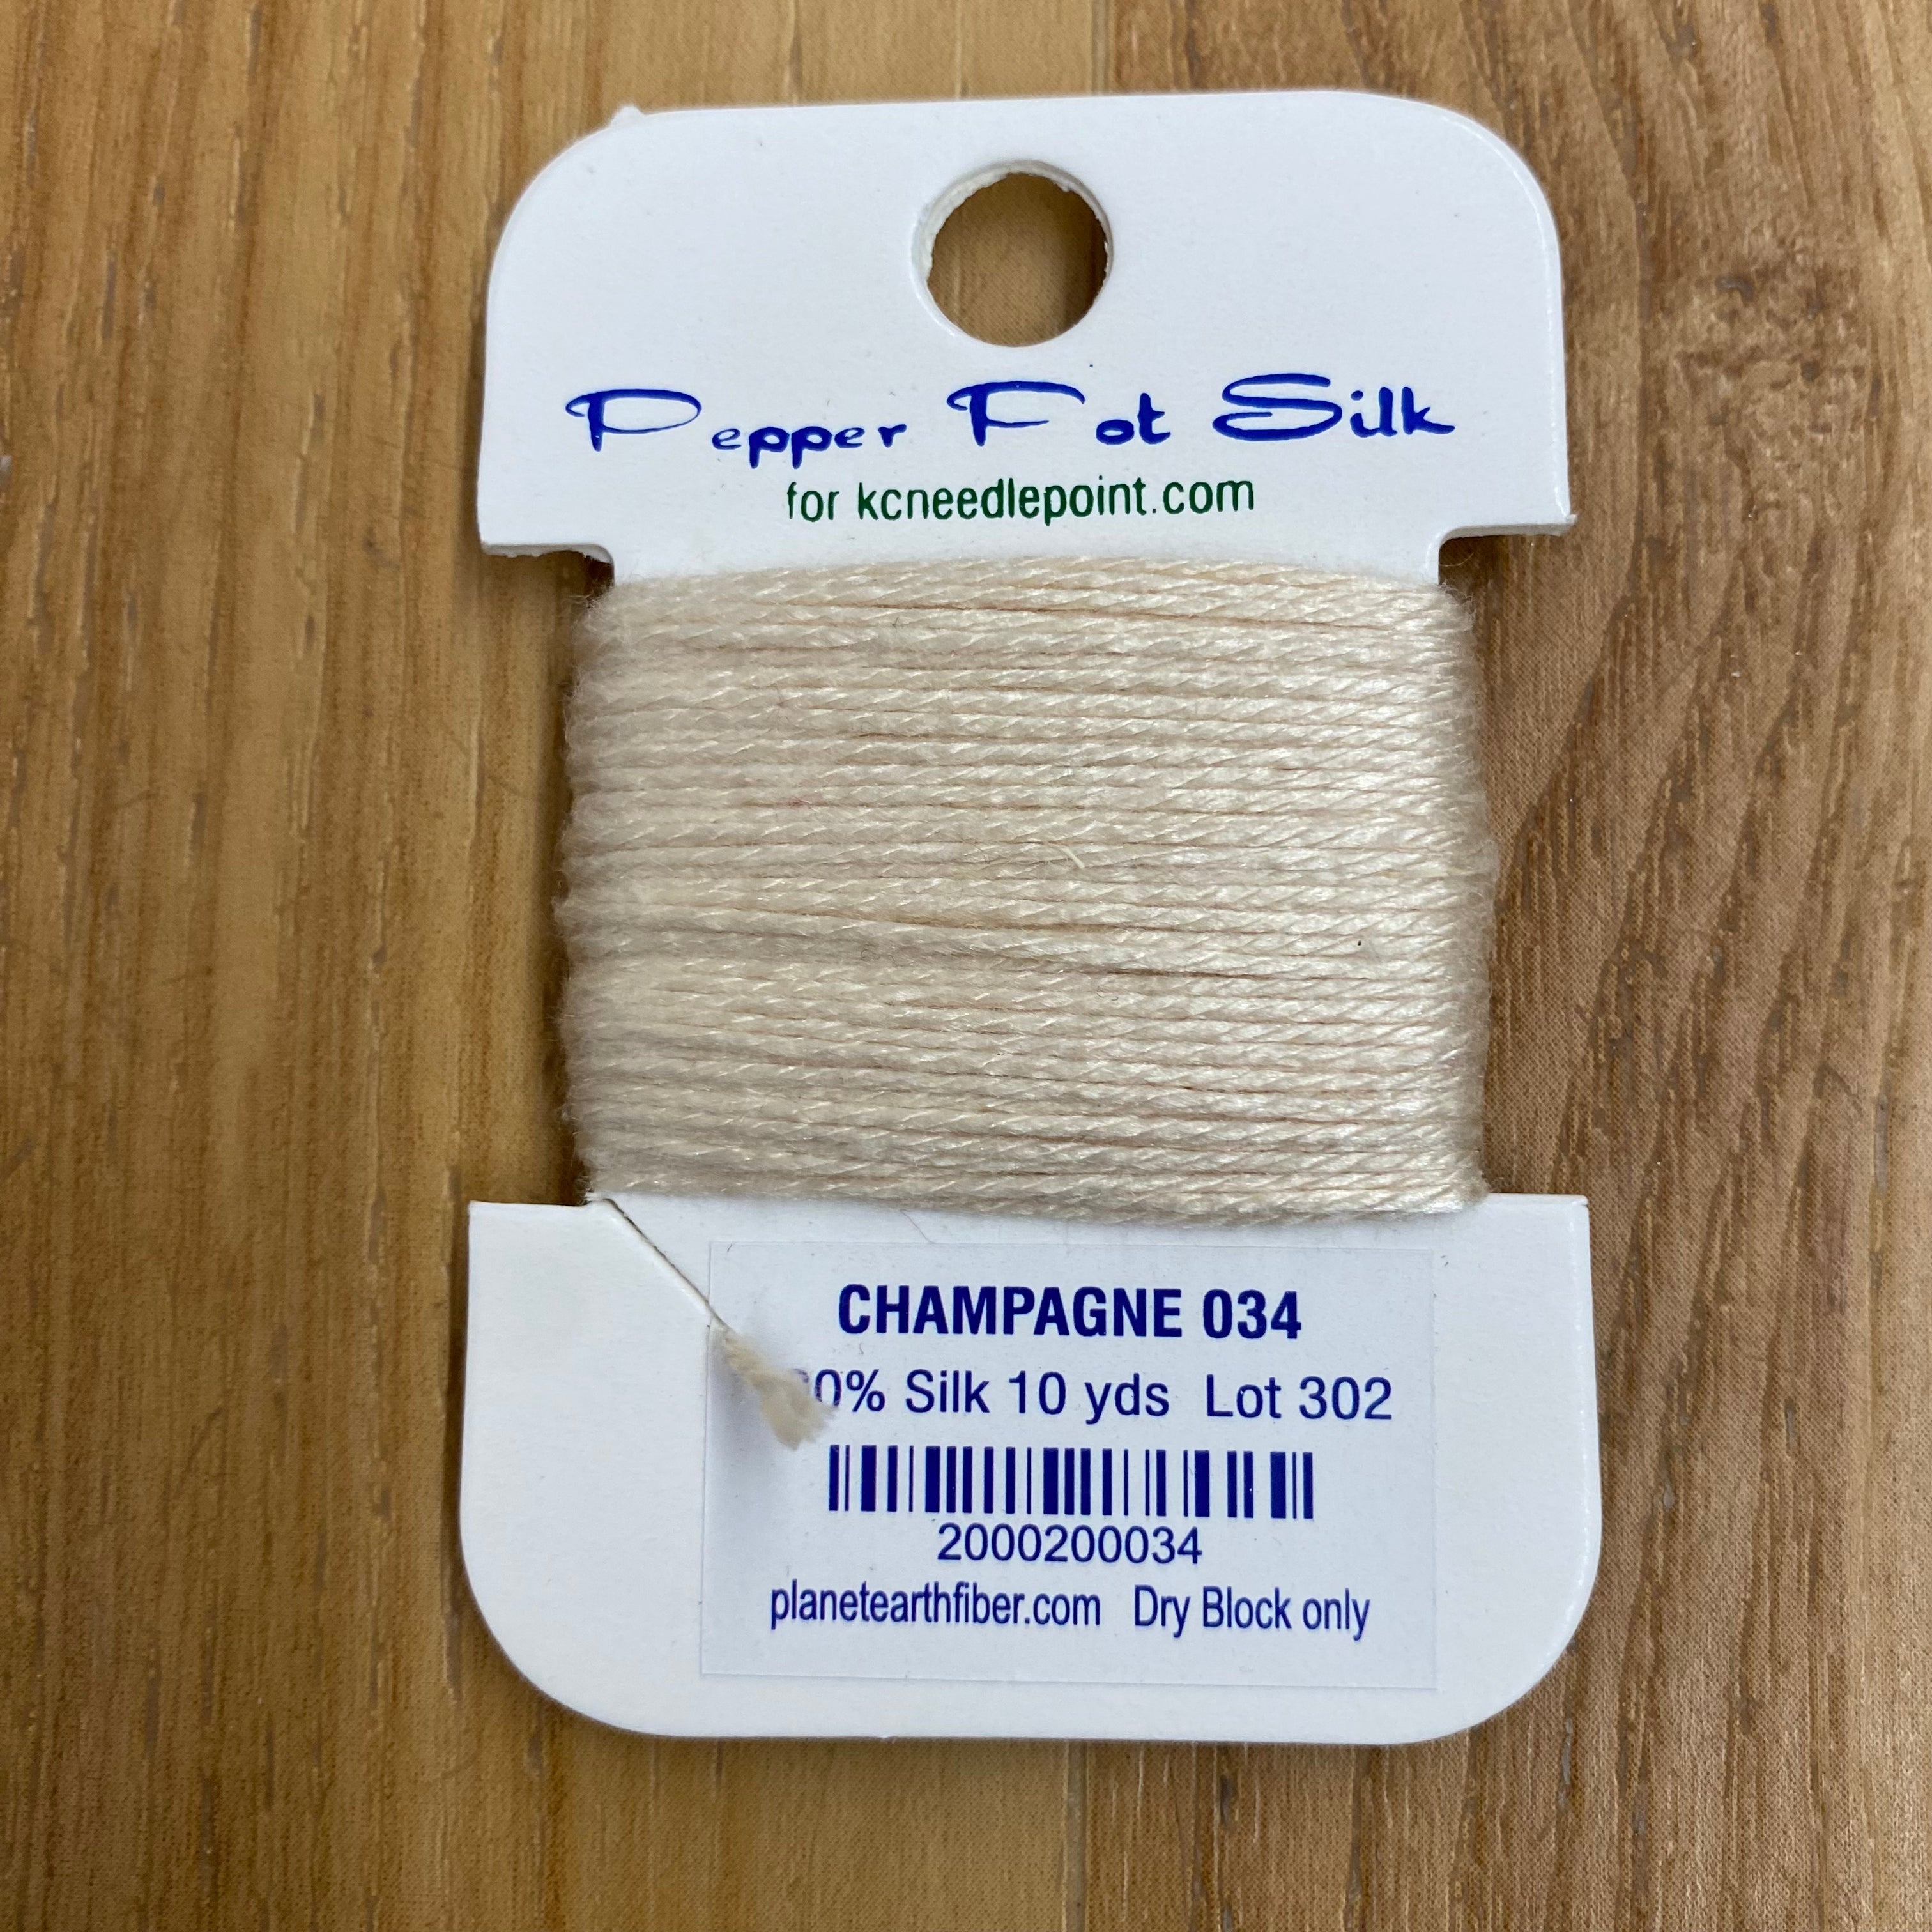 Pepper Pot Silk
for kcneedlepoint.com
CHAMPAGNE 034
Silk 10 yds Lot 302
2000200034
planetearthfiber.com Dry Block only